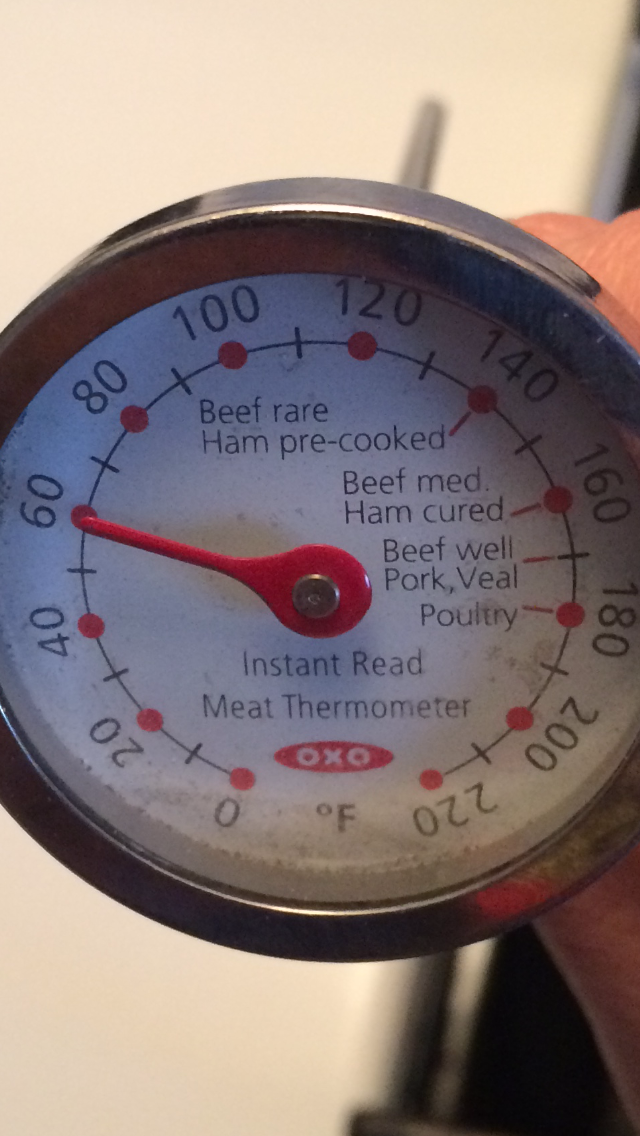 0
20
40
60
80
100
120
140
160
180
200
220
Beef rare
Ham pre-cooked
Beef med.
Ham cured
Beef well
Pork,Veal
Poultry
Instant Read
Meat Thermometer
OXO
°F